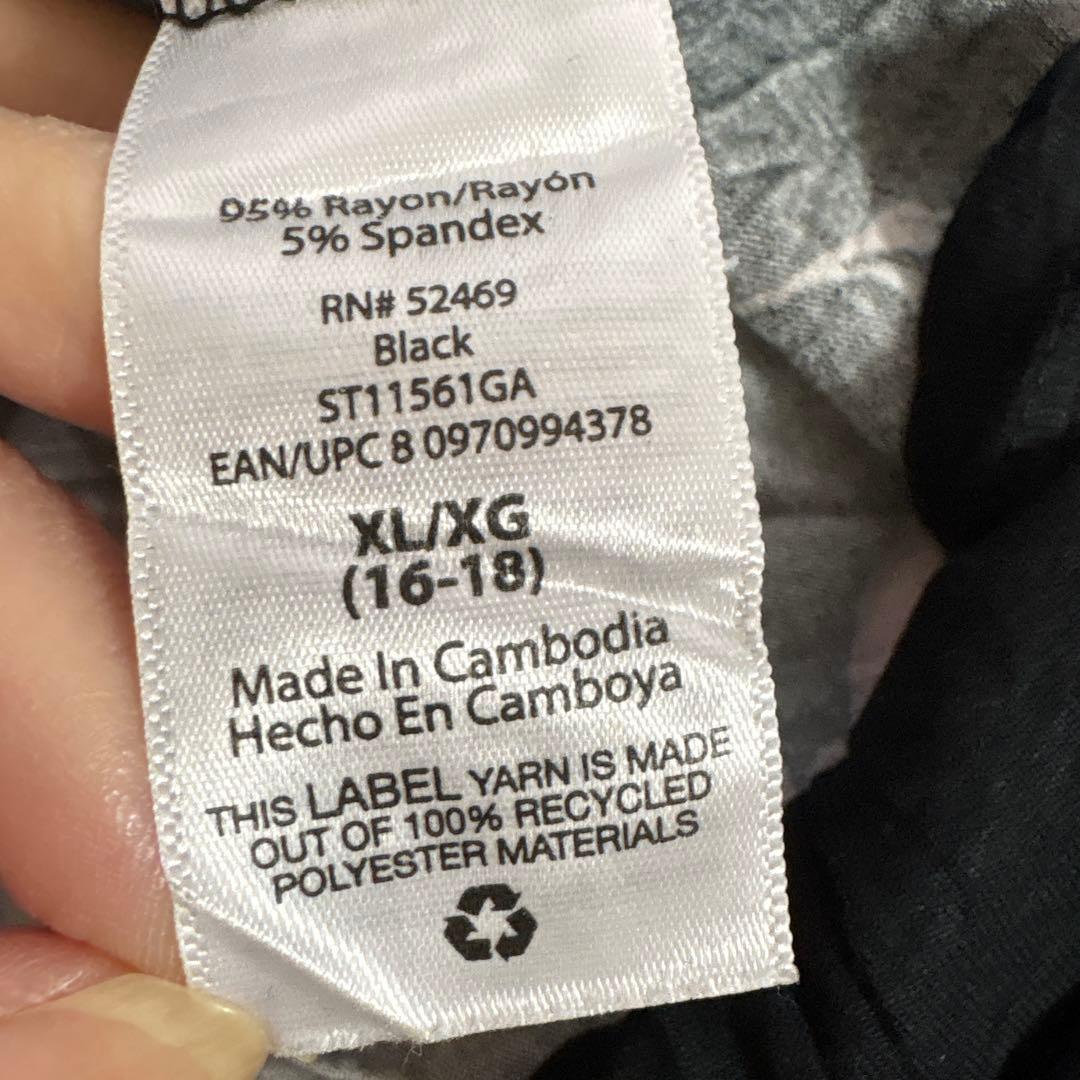 95% Rayon/Rayón
5% Spandex
RN# 52469
Black
ST11561GA
EAN/UPC 8 0970994378
XL/XG
(16-18)
Made In Cambodia
Hecho En Camboya
THIS LABEL YARN IS MADE
OUT OF 100% RECYCLED
POLYESTER MATERIALS